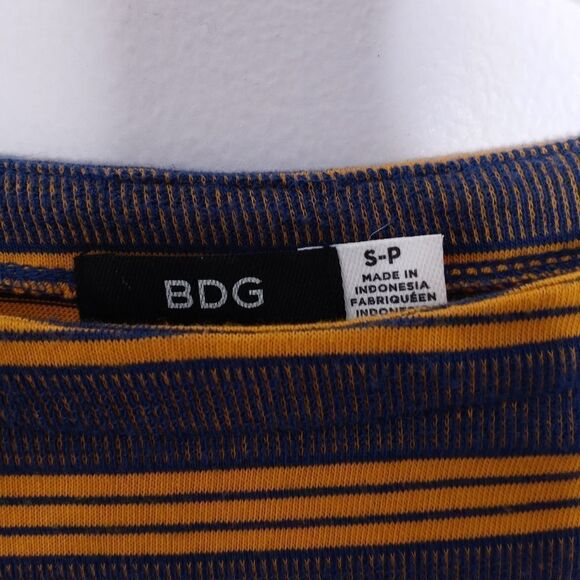 BDG
S-P
MADE IN
INDONESIA
FABRIQUÉEN